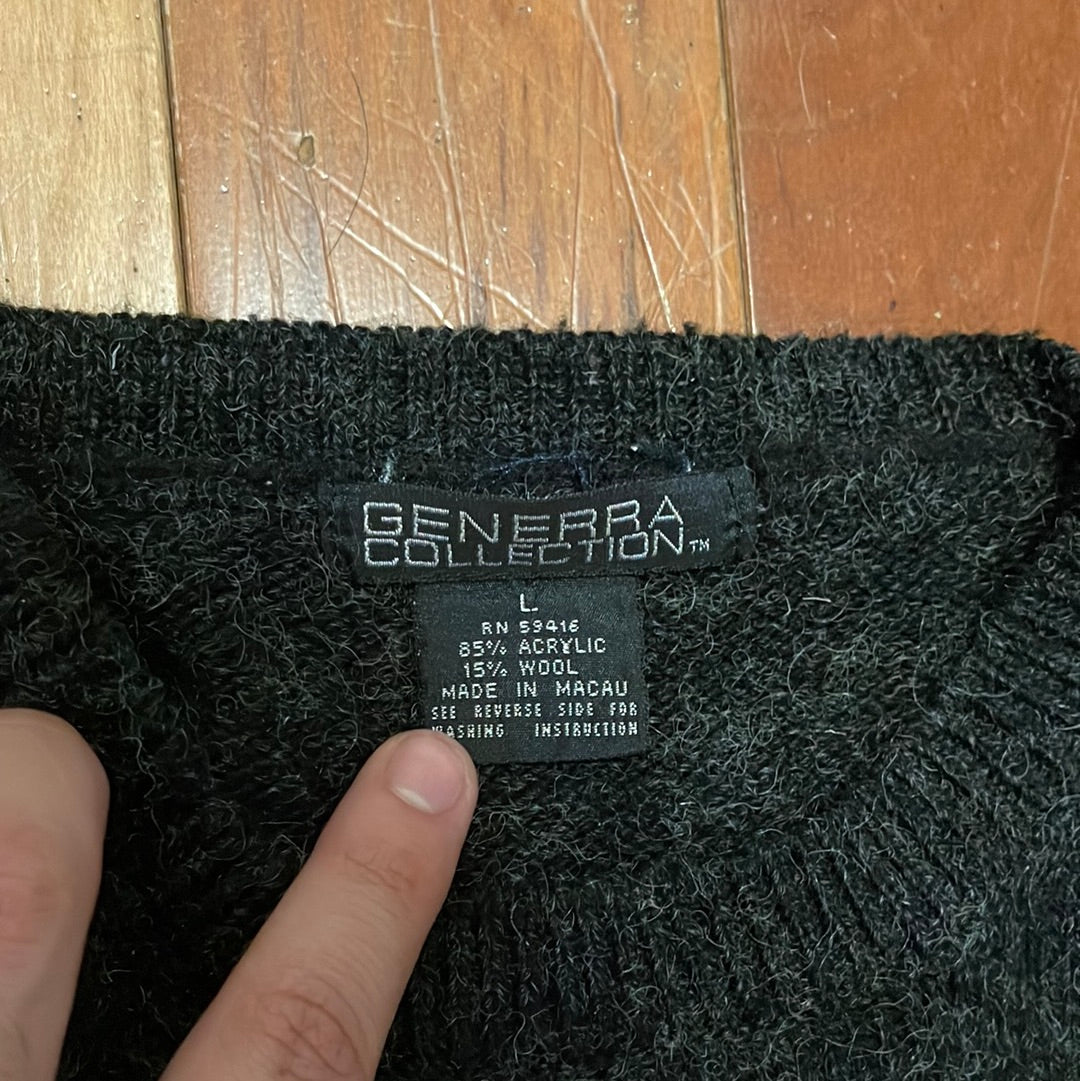 GENERRA
COLLECTION™
L
RN 59416
85% ACRYLIC
15% WOOL
MADE IN MACAU
SEE REVERSE SIDE FOR
WASHING INSTRUCTION